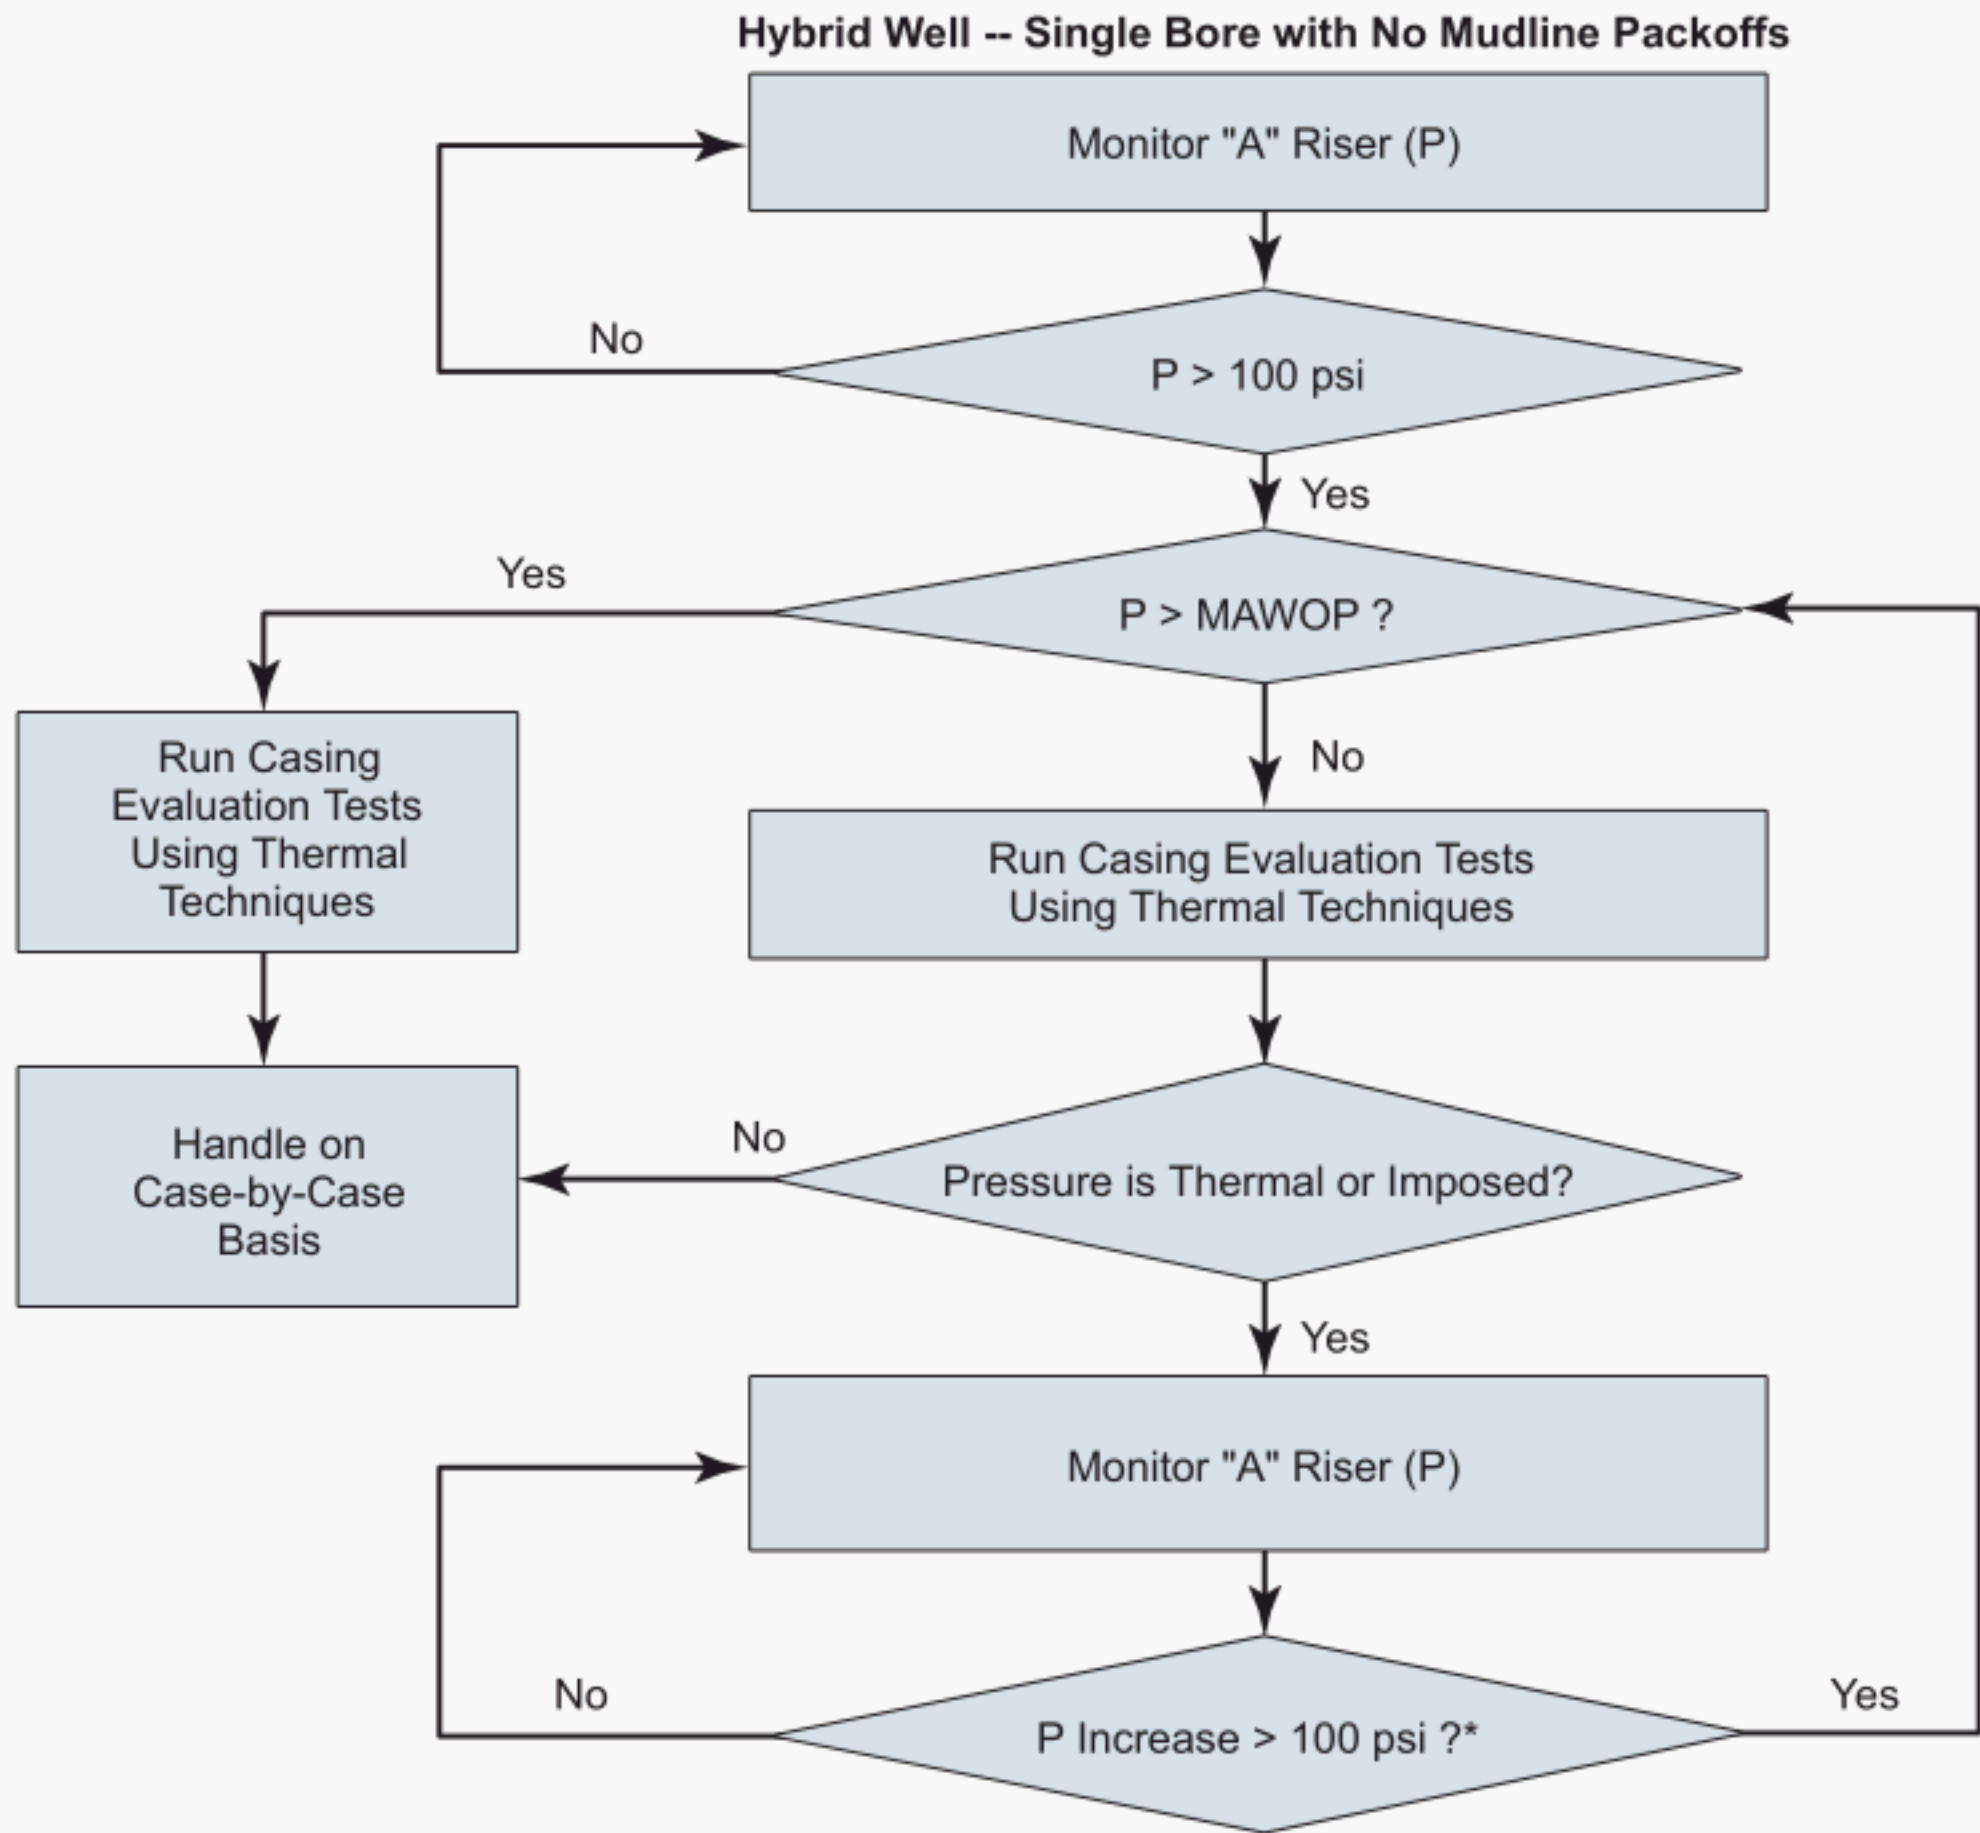 Hybrid Well -- Single Bore with No Mudline Packoffs
Monitor "A" Riser (P)
No
P > 100 psi
Yes
Yes
P > MAWOP ?
No
Run Casing
Evaluation Tests
Using Thermal
Techniques
Run Casing Evaluation Tests
Using Thermal Techniques
No
Handle on
Case-by-Case
Basis
Pressure is Thermal or Imposed?
Yes
Monitor "A" Riser (P)
No
P Increase > 100 psi ?*
Yes